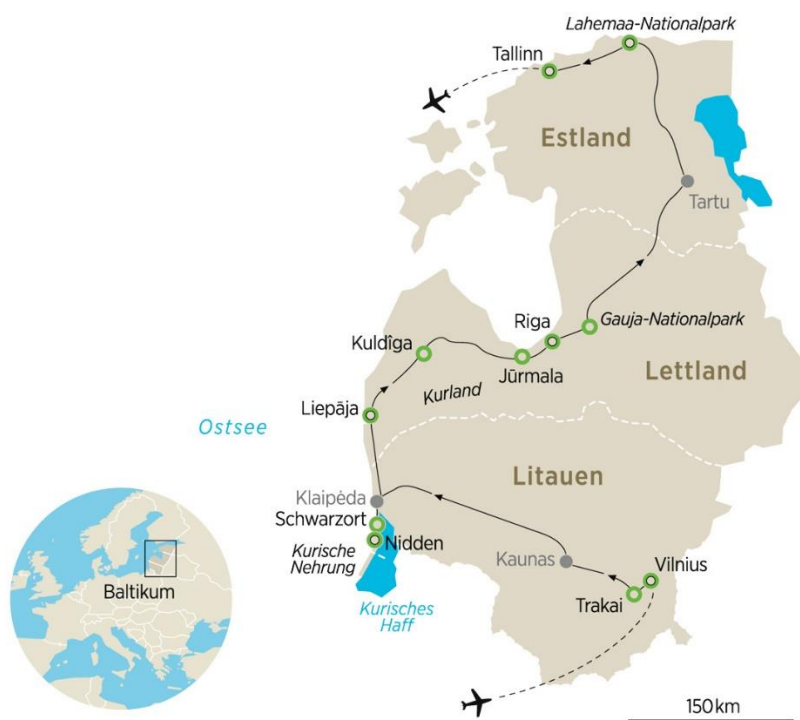 Lahemaa-Nationalpark
Tallinn
Estland
Tartu
Riga
Gauja-Nationalpark
Kuldīga
Jūrmala
Lettland
Kurland
Liepāja
Ostsee
Litauen
Klaipėda
Schwarzort
Kurische
Nehrung
Nidden
Kaunas
Vilnius
Trakai
Kurisches
Haff
Baltikum
150 km